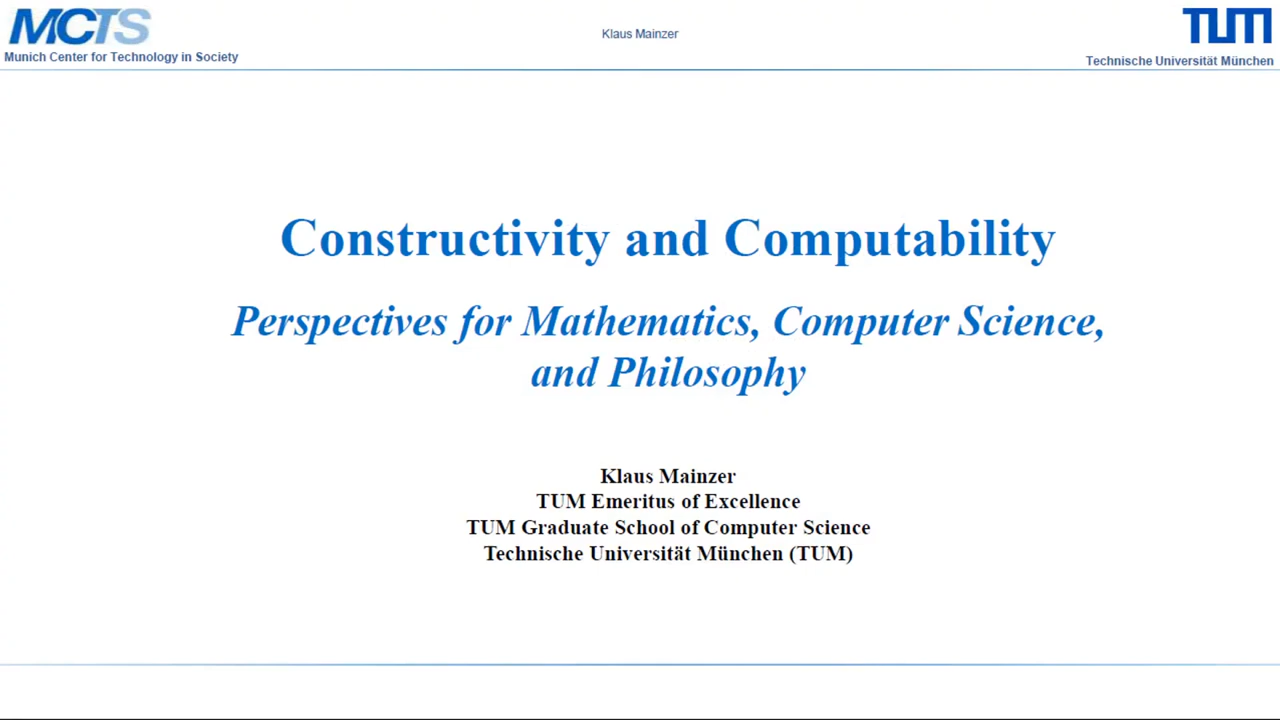 MCTS
Munich Center for Technology in Society
Klaus Mainzer
TUM
Technische Universität München
Constructivity and Computability
Perspectives for Mathematics, Computer Science,
and Philosophy
Klaus Mainzer
TUM Emeritus of Excellence
TUM Graduate School of Computer Science
Technische Universität München (TUM)